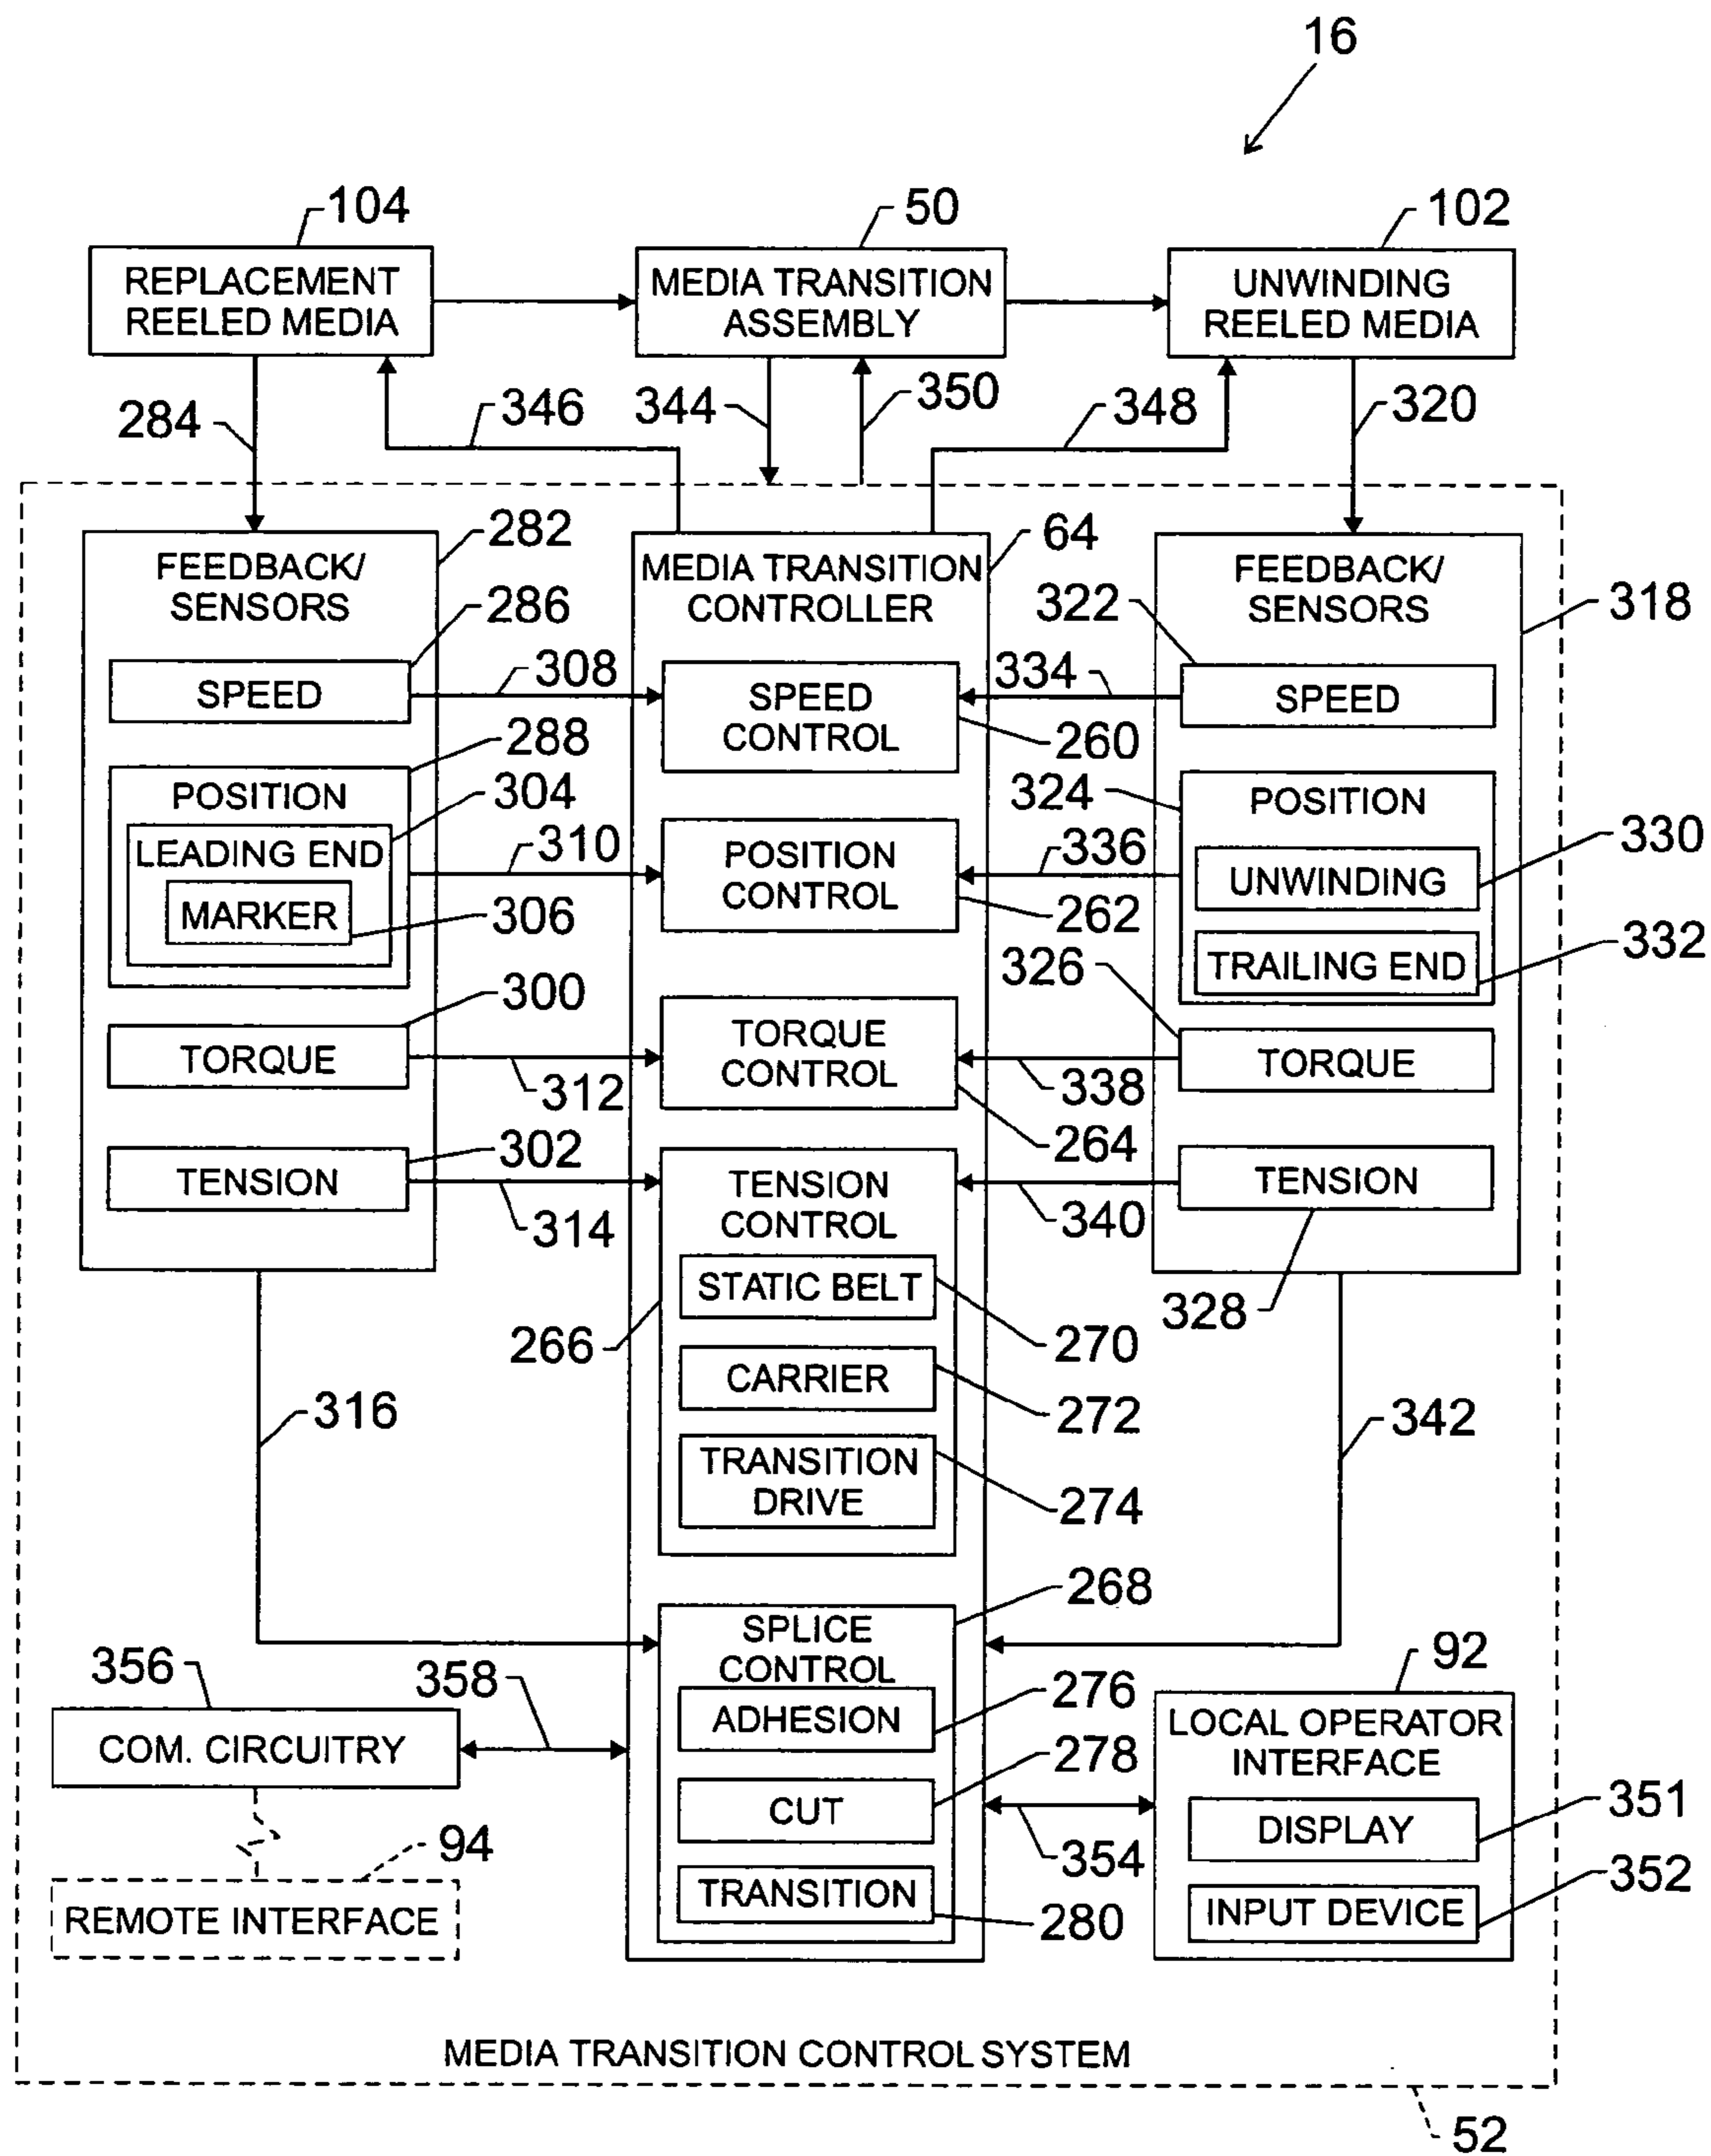 16
104
50
102
REPLACEMENT
REELED MEDIA
MEDIA TRANSITION
ASSEMBLY
UNWINDING
REELED MEDIA
284
346
344
350
348
320
282
FEEDBACK/
SENSORS
286
SPEED
288
POSITION
304
LEADING END
MARKER
306
300
TORQUE
302
TENSION
308
310
312
314
316
64
MEDIA TRANSITION
CONTROLLER
SPEED
CONTROL
260
POSITION
CONTROL
262
TORQUE
CONTROL
264
TENSION
CONTROL
266
STATIC BELT
270
CARRIER
272
TRANSITION
DRIVE
274
268
SPLICE
CONTROL
ADHESION
276
CUT
278
TRANSITION
280
FEEDBACK/
SENSORS
318
322
SPEED
334
324
POSITION
336
UNWINDING
330
TRAILING END
332
326
TORQUE
338
TENSION
340
328
342
356
COM. CIRCUITRY
358
94
REMOTE INTERFACE
92
LOCAL OPERATOR
INTERFACE
DISPLAY
351
INPUT DEVICE
352
354
MEDIA TRANSITION CONTROL SYSTEM
52